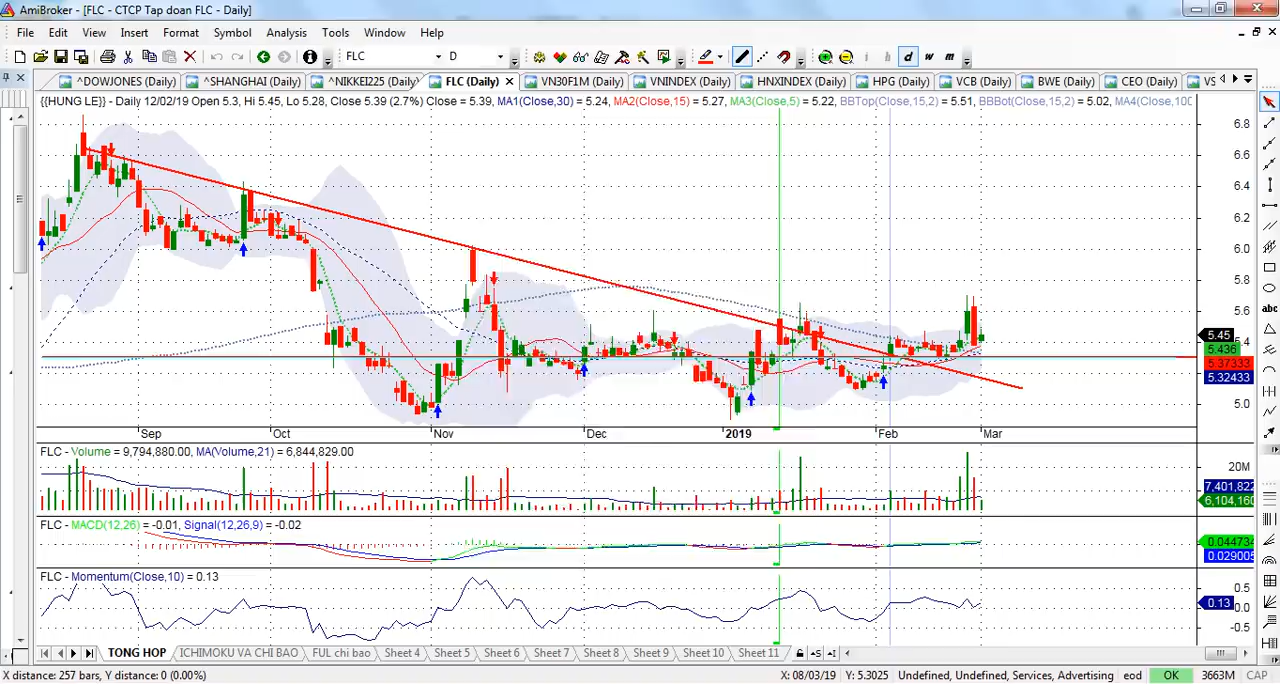 AmiBroker - [FLC - CTCP Tap doan FLC - Daily]
File Edit View Insert Format Symbol Analysis Tools Window Help
FLC D d w m
^DOWJONES (Daily) ^SHANGHAI (Daily) ^NIKKEI225 (Daily) FLC (Daily) VN30F1M (Daily) VNINDEX (Daily) HNXINDEX (Daily) HPG (Daily) VCB (Daily) BWE (Daily) CEO (Daily) VS
{{HUNG LE}} - Daily 12/02/19 Open 5.3, Hi 5.45, Lo 5.28, Close 5.39 (2.7%) Close = 5.39, MA1(Close,30) = 5.24, MA2(Close,15) = 5.27, MA3(Close,5) = 5.22, BBTop(Close,15,2) = 5.51, BBBot(Close,15,2) = 5.02, MA4(Close,100
6.8
6.6
6.4
6.2
6.0
5.8
5.6
5.45
5.4
5.436
5.37333
5.32433
5.0
Sep Oct Nov Dec 2019 Feb Mar
FLC - Volume = 9,794,880.00, MA(Volume,21) = 6,844,829.00
20M
7,401,822
6,104,160
FLC - MACD(12,26) = -0.01, Signal(12,26,9) = -0.02
0.044734
0.029005
FLC - Momentum(Close,10) = 0.13
0.5
0.13
0.0
-0.5
TONG HOP ICHIMOKU VA CHI BAO FUL chi bao Sheet 4 Sheet 5 Sheet 6 Sheet 7 Sheet 8 Sheet 9 Sheet 10 Sheet 11
X distance: 257 bars, Y distance: 0 (0.00%) X: 08/03/19 Y: 5.3025 Undefined, Undefined, Services, Advertising eod OK 3663M CAP